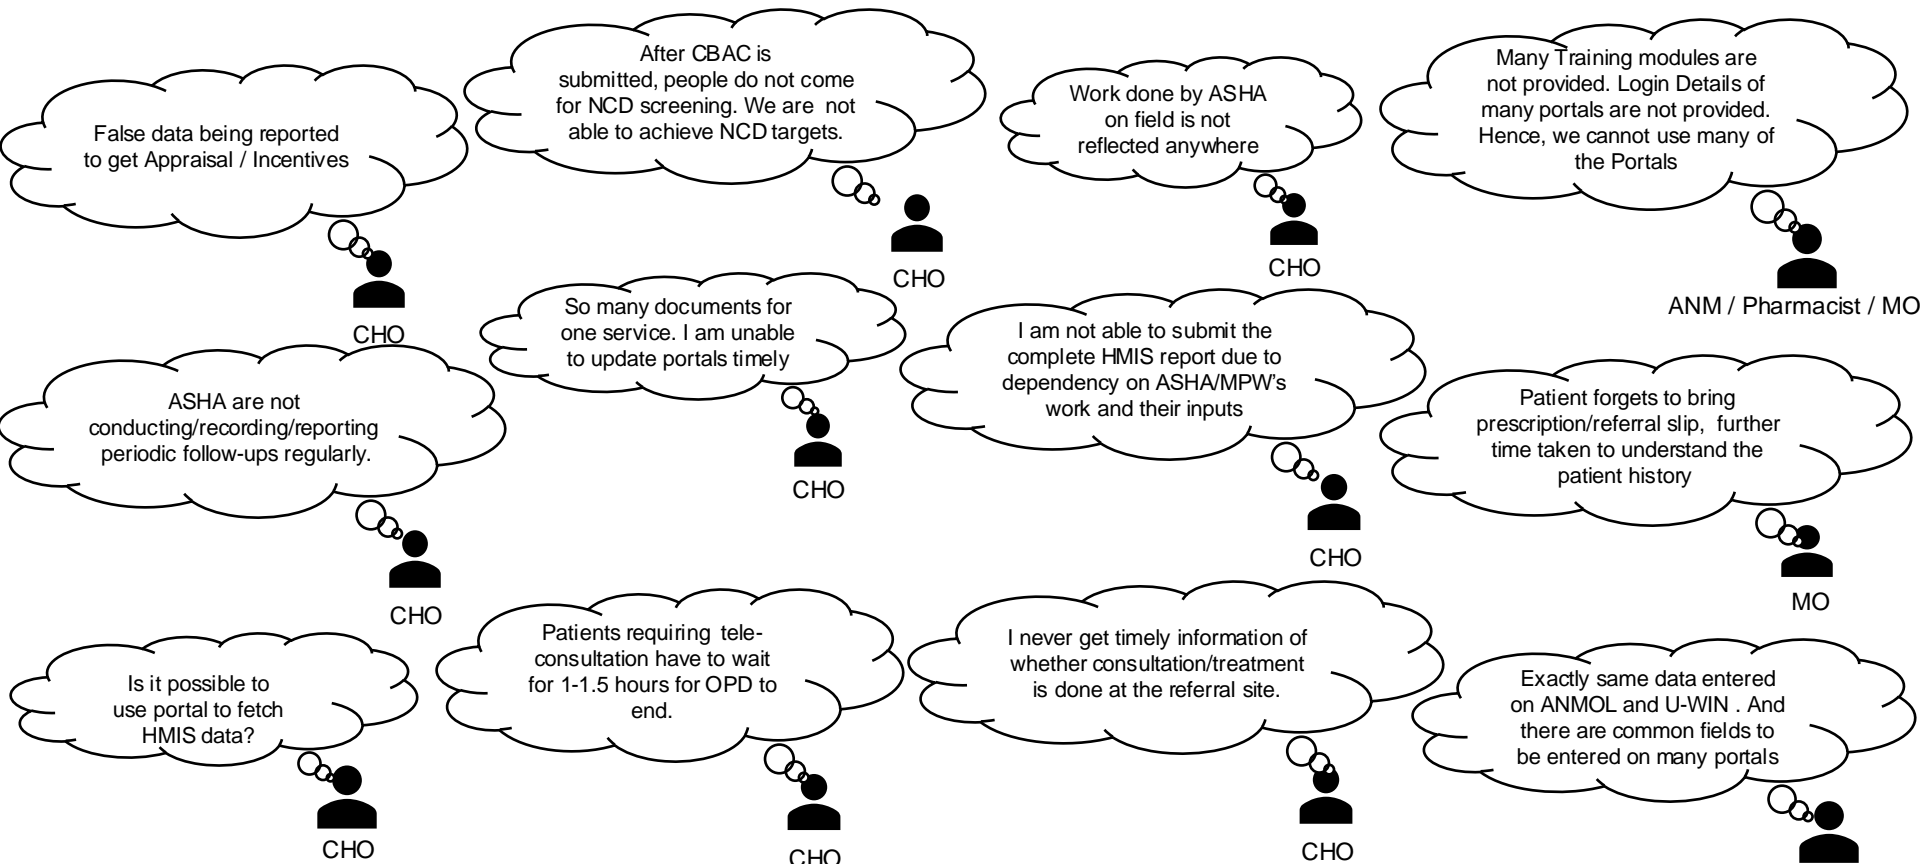 False data being reported
to get Appraisal / Incentives
CHO
After CBAC is
submitted, people do not come
for NCD screening. We are not
able to achieve NCD targets.
CHO
Work done by ASHA
on field is not
reflected anywhere
CHO
Many Training modules are
not provided. Login Details of
many portals are not provided.
Hence, we cannot use many of
the Portals
ANM / Pharmacist / MO
ASHA are not
conducting/recording/reporting
periodic follow-ups regularly.
CHO
So many documents for
one service. I am unable
to update portals timely
CHO
I am not able to submit the
complete HMIS report due to
dependency on ASHA/MPW's
work and their inputs
CHO
Patient forgets to bring
prescription/referral slip, further
time taken to understand the
patient history
MO
Is it possible to
use portal to fetch
HMIS data?
CHO
Patients requiring tele-
consultation have to wait
for 1-1.5 hours for OPD to
end.
CHO
I never get timely information of
whether consultation/treatment
is done at the referral site.
CHO
Exactly same data entered
on ANMOL and U-WIN . And
there are common fields to
be entered on many portals